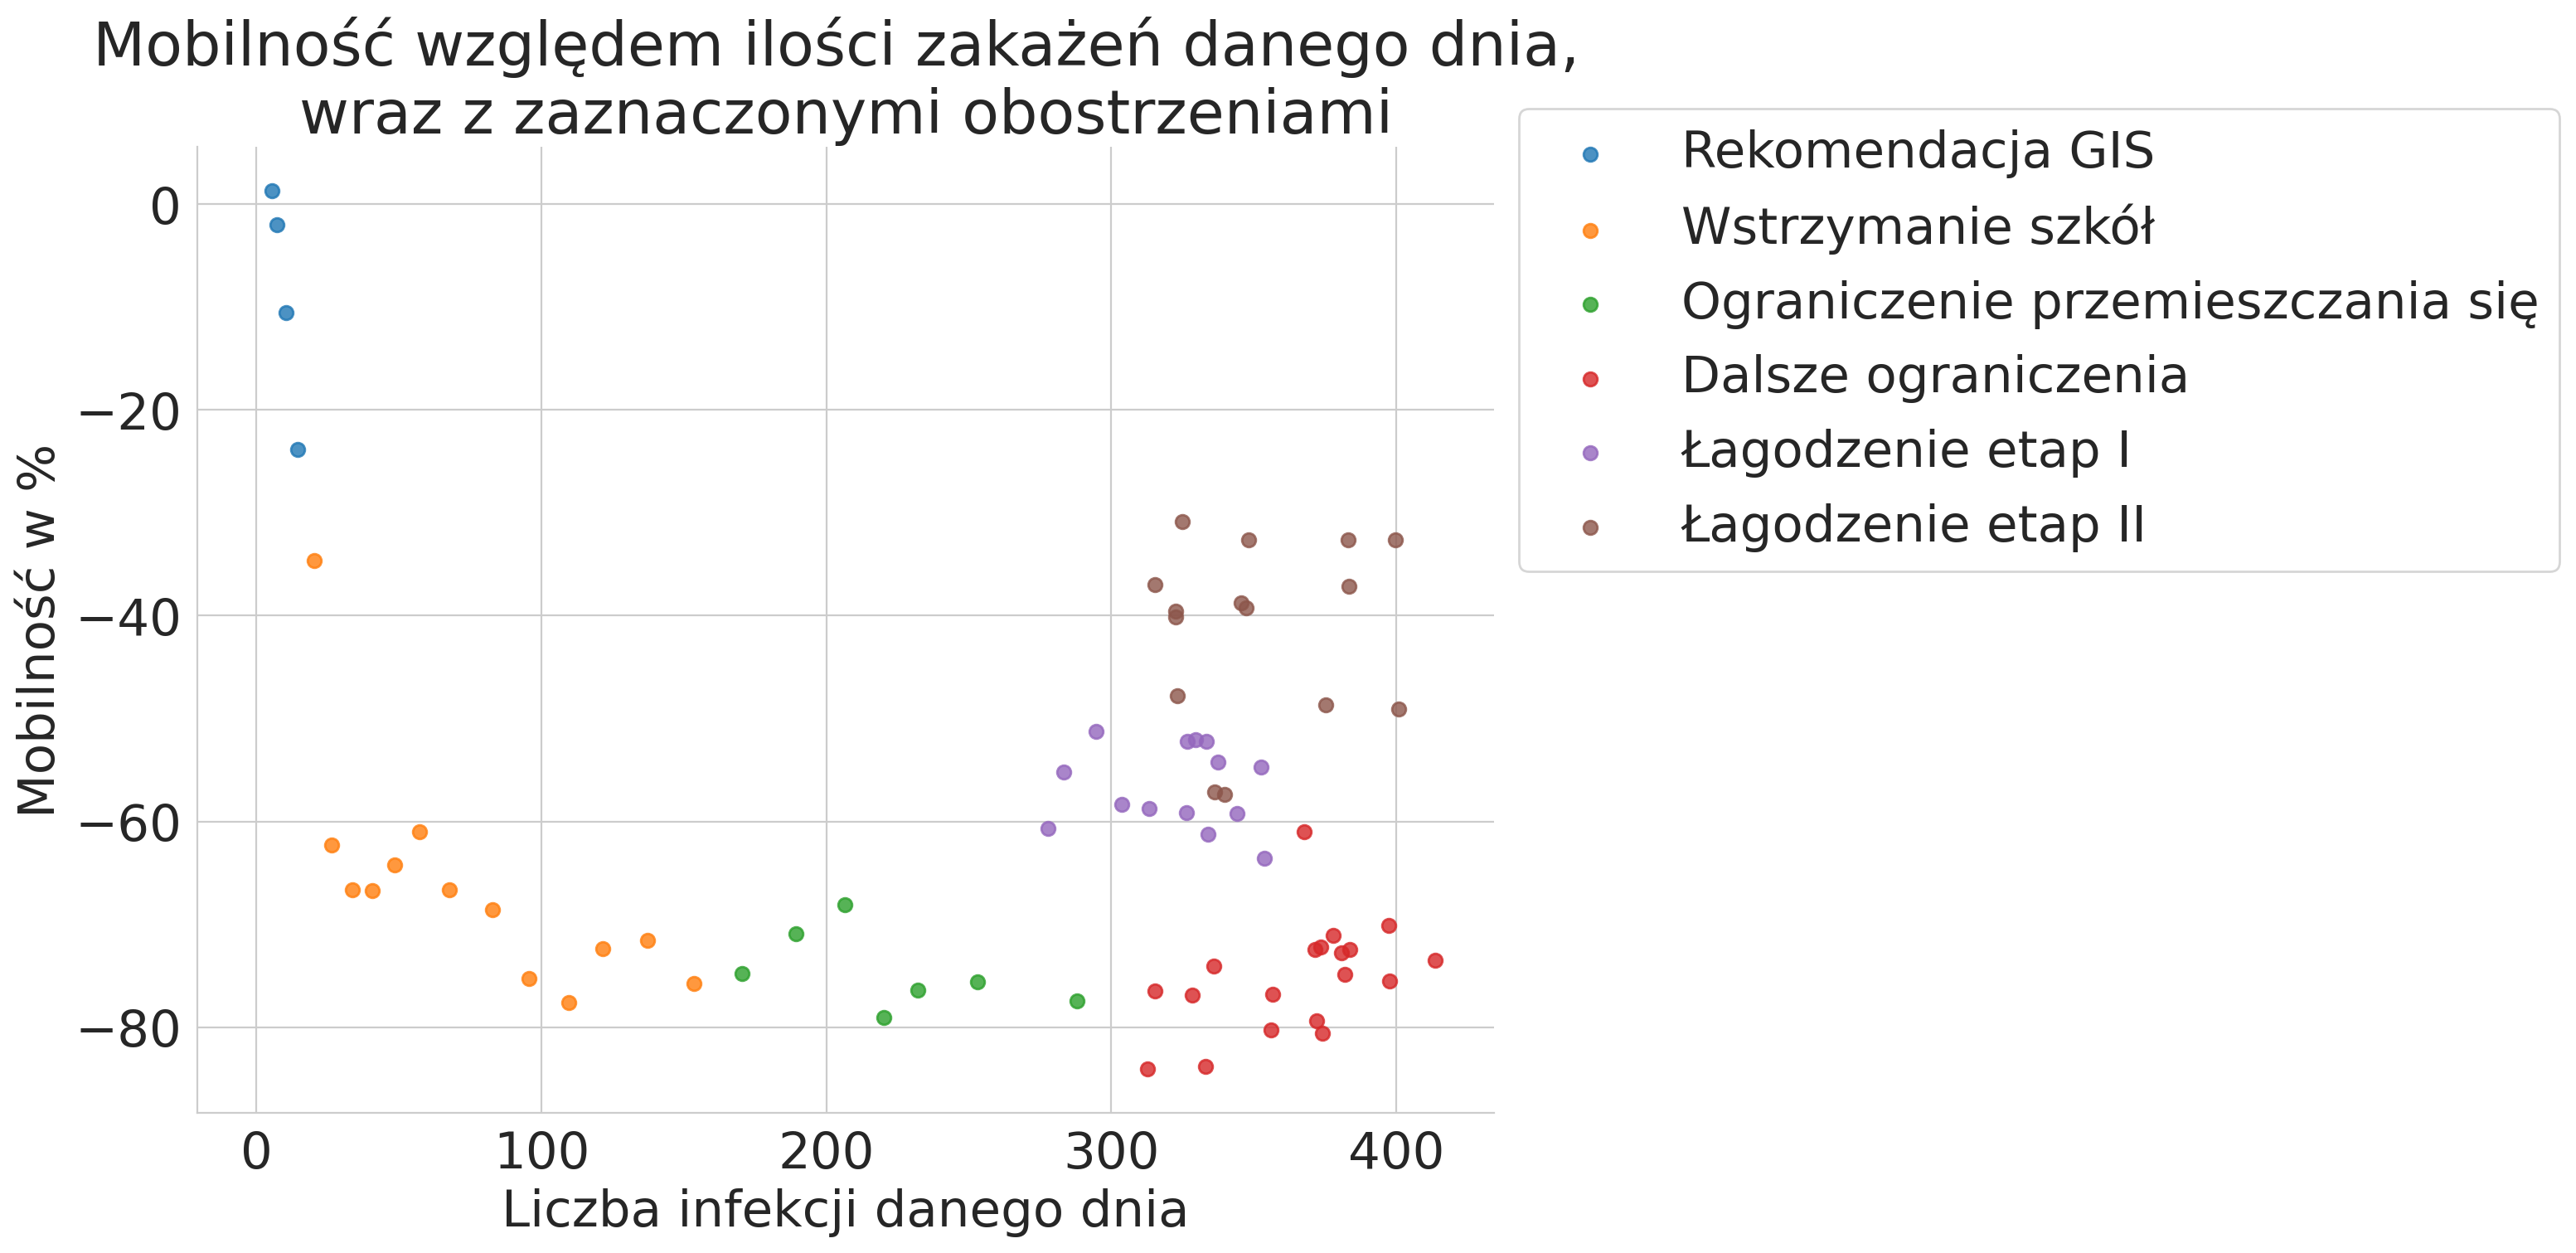 Mobilność względem ilości zakażeń danego dnia,
wraz z zaznaczonymi obostrzeniami
Rekomendacja GIS
Wstrzymanie szkół
Ograniczenie przemieszczania się
Dalsze ograniczenia
Łagodzenie etap I
Łagodzenie etap II
Mobilność w %
0
−20
−40
−60
−80
0 100 200 300 400
Liczba infekcji danego dnia